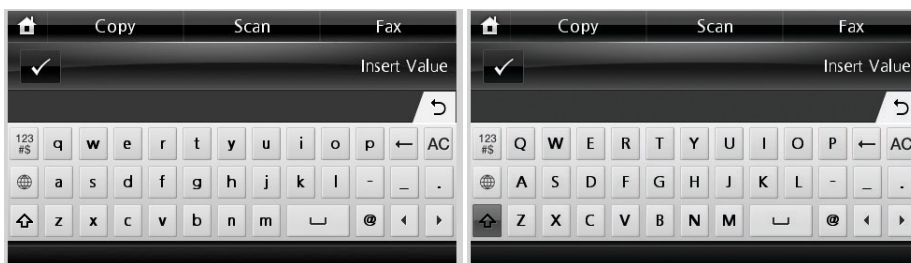 Copy Scan Fax
Insert Value
123 #$ q w e r t y u i o p ← AC
a s d f g h j k l - _ .
z x c v b n m @
Copy Scan Fax
Insert Value
123 #$ Q W E R T Y U I O P ← AC
A S D F G H J K L - _ .
Z X C V B N M @